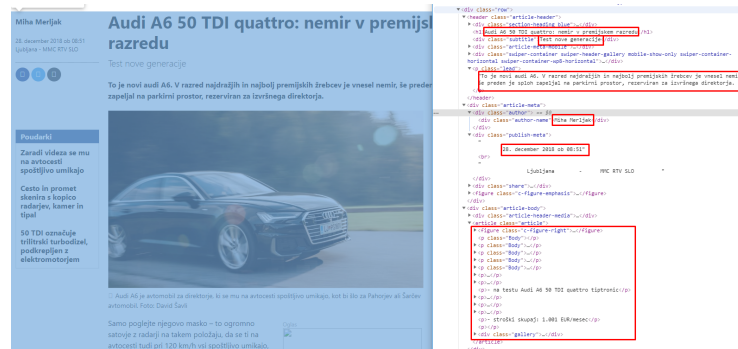 Miha Merljak
28. december 2018 ob 08:51
Ljubljana - MMC RTV SLO
Audi A6 50 TDI quattro: nemir v premijsk
razredu
Test nove generacije
To je novi audi A6. V razred najdražjih in najbolj premijskih žrebcev je vnesel nemir, še preden
zapeljal na parkirni prostor, rezerviran za izvršnega direktorja.
Poudarki
Zaradi videza se mu
na avtocesti
spoštljivo umikajo
Cesto in promet
skenira s kopico
radarjev, kamer in
tipal
50 TDI označuje
trilitrski turbodizel,
podkrepljen z
elektromotorjem
Audi A6 je avtomobil za direktorje, ki se mu na avtocesti spoštljivo umikajo, kot bi šlo za Pahorjev ali Šarčev
avtomobil. Foto: David Šavli
Samo poglejte njegovo masko – to ogromno
satovje z radarji na takem položaju, da se ti na
avtocesti tudi pri 120 km/h vsi spoštljivo umikajo.
<div class="row">
<header class="article-header">
<div class="section-heading blue">…</div>
<h1>Audi A6 50 TDI quattro: nemir v premijskem razredu</h1>
<div class="subtitle">Test nove generacije</div>
<div class="article-meta-mobile">…</div>
<div class="swiper-container swiper-header-gallery mobile-show-only swiper-container-
horizontal swiper-container-wp8-horizontal">…</div>
<p class="lead">
"To je novi audi A6. V razred najdražjih in najbolj premijskih žrebcev je vnesel nemi
še preden je sploh zapeljal na parkirni prostor, rezerviran za izvršnega direktorja.
</header>
<div class="article-meta">
<div class="author"> == $0
<div class="author-name">Miha Merljak</div>
</div>
<div class="publish-meta">
"
28. december 2018 ob 08:51"
<br>
"
Ljubljana - MMC RTV SLO "
</div>
<div class="share">…</div>
<figure class="c-figure-emphasis">…</figure>
</div>
<div class="article-body">
<div class="article-header-media">…</div>
<article class="article">
<figure class="c-figure-right">…</figure>
<p class="Body"></p>
<p class="Body">…</p>
<p class="Body">…</p>
<p class="Body">…</p>
<p class="Body">…</p>
<p>…</p>
<p>…</p>
<p>– na testu Audi A6 50 TDI quattro tiptronic</p>
<p>…</p>
<p>…</p>
<p>…</p>
<p>– stroški skupaj: 1.001 EUR/mesec</p>
<p></p>
<div class="gallery">…</div>
</article>